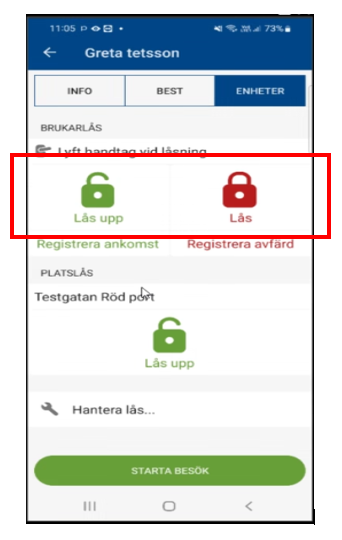 11:05 P 73%
Greta tetsson
INFO BEST ENHETER
BRUKARLÅS
Lyft handtag vid låsning
Lås upp Lås
Registrera ankomst Registrera avfärd
PLATSLÅS
Testgatan Röd port
Lås upp
Hantera lås...
STARTA BESÖK